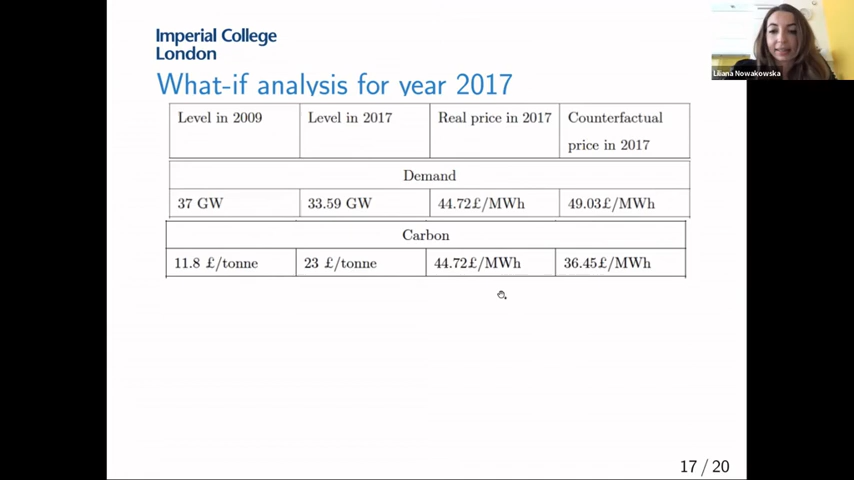 Imperial College
London
What-if analysis for year 2017
Level in 2009 Level in 2017 Real price in 2017 Counterfactual
price in 2017
Demand
37 GW 33.59 GW 44.72£/MWh 49.03£/MWh
Carbon
11.8 £/tonne 23 £/tonne 44.72£/MWh 36.45£/MWh
17 / 20
Liliana Nowakowska